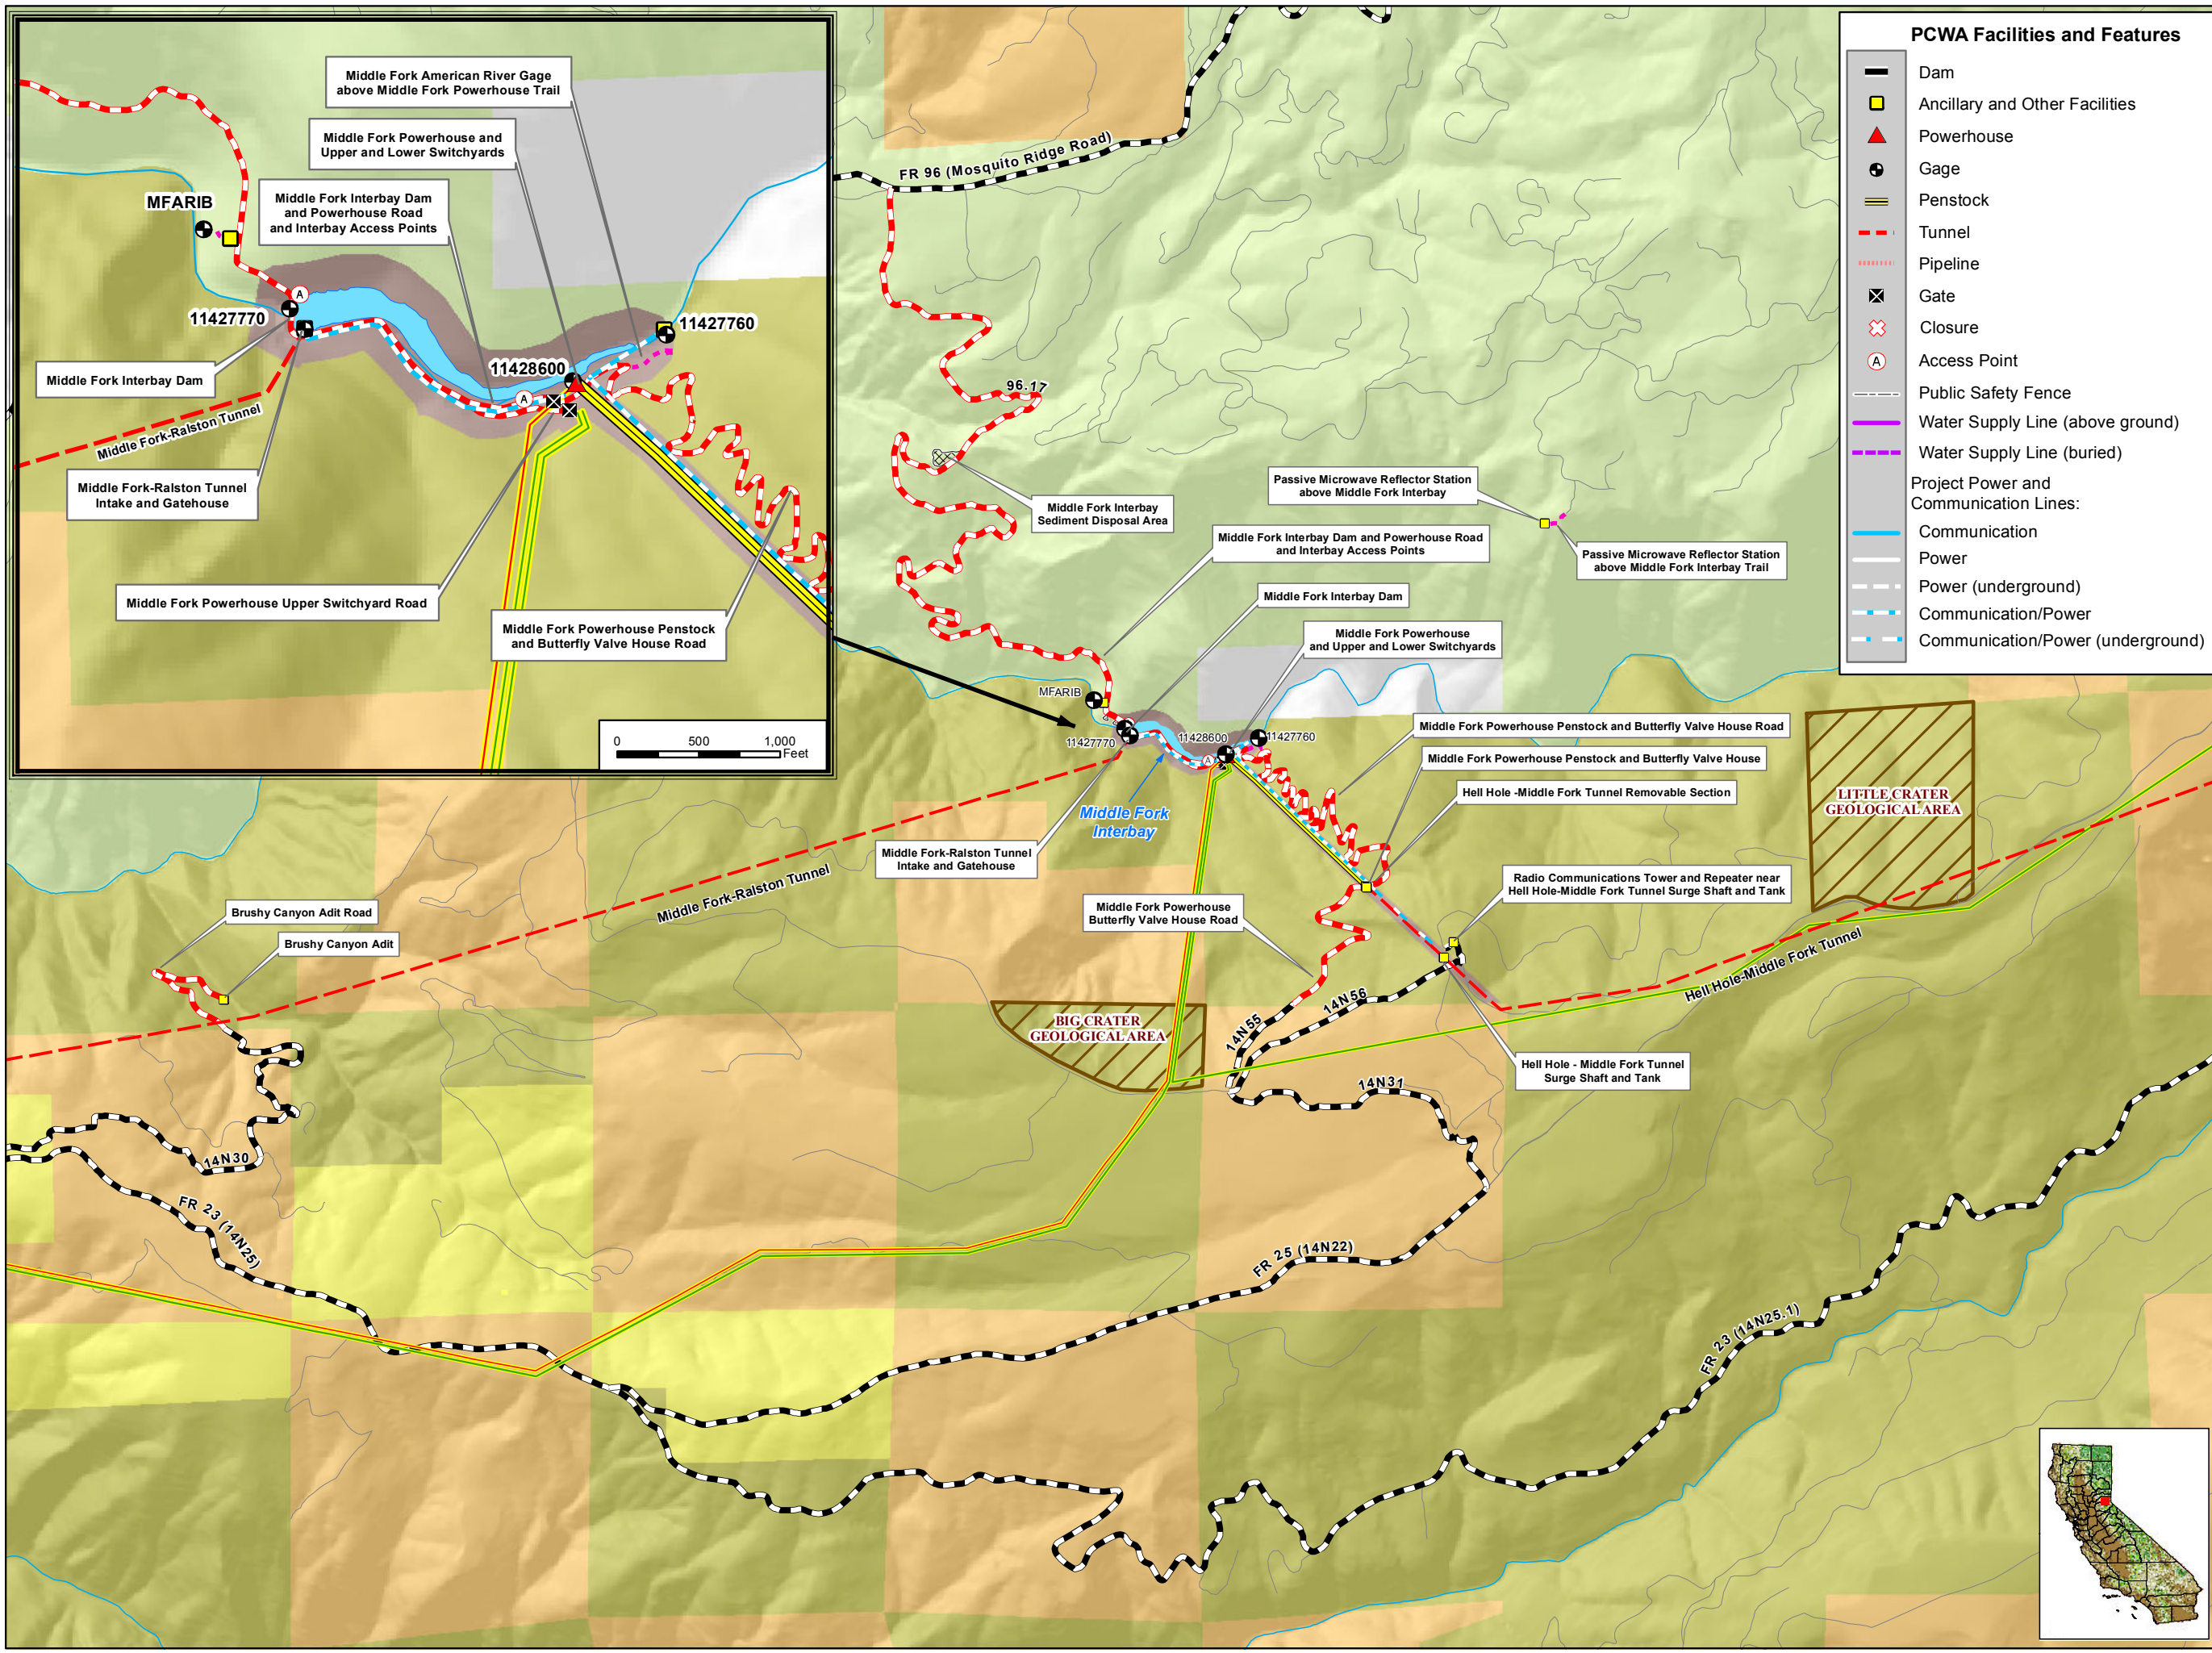 Middle Fork American River Gage
above Middle Fork Powerhouse Trail
Middle Fork Powerhouse and
Upper and Lower Switchyards
Middle Fork Interbay Dam
and Powerhouse Road
and Interbay Access Points
MFARIB
A
11427770
11427760
11428600
A
Middle Fork Interbay Dam
Middle Fork-Ralston Tunnel
Middle Fork-Ralston Tunnel
Intake and Gatehouse
Middle Fork Powerhouse Upper Switchyard Road
Middle Fork Powerhouse Penstock
and Butterfly Valve House Road
0 500 1,000
Feet
PCWA Facilities and Features
Dam
Ancillary and Other Facilities
Powerhouse
Gage
Penstock
Tunnel
Pipeline
Gate
Closure
A Access Point
Public Safety Fence
Water Supply Line (above ground)
Water Supply Line (buried)
Project Power and
Communication Lines:
Communication
Power
Power (underground)
Communication/Power
Communication/Power (underground)
FR 96 (Mosquito Ridge Road)
96.17
Middle Fork Interbay
Sediment Disposal Area
Passive Microwave Reflector Station
above Middle Fork Interbay
Passive Microwave Reflector Station
above Middle Fork Interbay Trail
Middle Fork Interbay Dam and Powerhouse Road
and Interbay Access Points
Middle Fork Interbay Dam
Middle Fork Powerhouse
and Upper and Lower Switchyards
MFARIB
11427770
11428600
11427760
A
Middle Fork
Interbay
Middle Fork Powerhouse Penstock and Butterfly Valve House Road
Middle Fork Powerhouse Penstock and Butterfly Valve House
Hell Hole -Middle Fork Tunnel Removable Section
LITTLE CRATER
GEOLOGICAL AREA
Middle Fork-Ralston Tunnel
Intake and Gatehouse
Middle Fork-Ralston Tunnel
Radio Communications Tower and Repeater near
Hell Hole-Middle Fork Tunnel Surge Shaft and Tank
Middle Fork Powerhouse
Butterfly Valve House Road
Brushy Canyon Adit Road
Brushy Canyon Adit
Hell Hole-Middle Fork Tunnel
14N56
14N55
BIG CRATER
GEOLOGICAL AREA
Hell Hole - Middle Fork Tunnel
Surge Shaft and Tank
14N31
14N30
FR 23 (14N25)
FR 25 (14N22)
FR 23 (14N25.1)